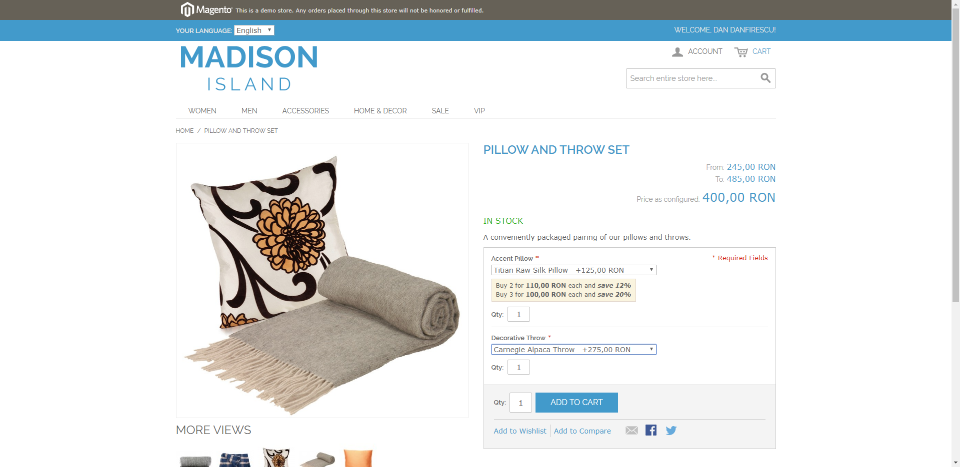 Magento
This is a demo store. Any orders placed through this store will not be honored or fulfilled.
YOUR LANGUAGE: English
WELCOME, DAN DANFIRESCU!
MADISON
ISLAND
ACCOUNT CART
Search entire store here...
WOMEN MEN ACCESSORIES HOME & DECOR SALE VIP
HOME / PILLOW AND THROW SET
PILLOW AND THROW SET
From: 245,00 RON
To: 485,00 RON
Price as configured: 400,00 RON
IN STOCK
A conveniently packaged pairing of our pillows and throws.
Accent Pillow *
* Required Fields
Titian Raw Silk Pillow +125,00 RON
Buy 2 for 110,00 RON each and save 12%
Buy 3 for 100,00 RON each and save 20%
Qty: 1
Decorative Throw *
Carnegie Alpaca Throw +275,00 RON
Qty: 1
Qty: 1 ADD TO CART
Add to Wishlist Add to Compare
MORE VIEWS